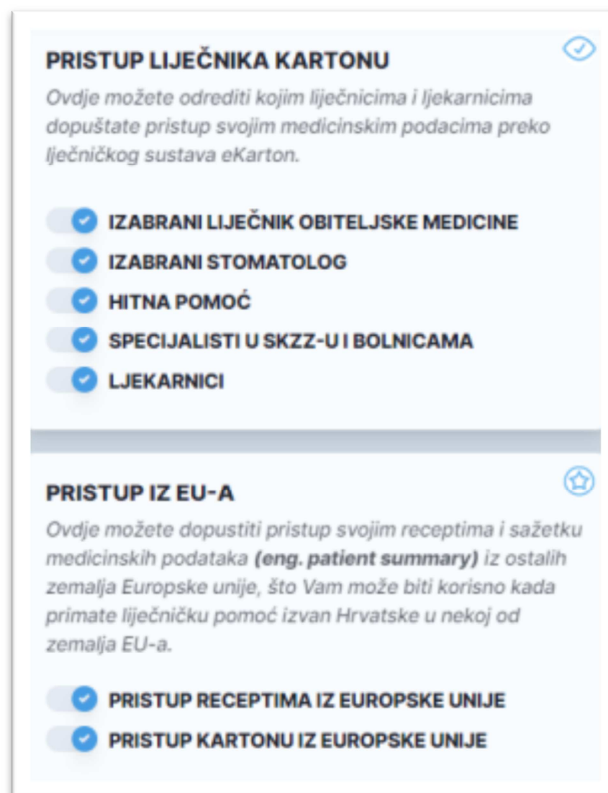 PRISTUP LIJEČNIKA KARTONU
Ovdje možete odrediti kojim liječnicima i ljekarnicima
dopuštate pristup svojim medicinskim podacima preko
lječničkog sustava eKarton.
IZABRANI LIJEČNIK OBITELJSKE MEDICINE
IZABRANI STOMATOLOG
HITNA POMOĆ
SPECIJALISTI U SKZZ-U I BOLNICAMA
LJEKARNICI
PRISTUP IZ EU-A
Ovdje možete dopustiti pristup svojim receptima i sažetku
medicinskih podataka (eng. patient summary) iz ostalih
zemalja Europske unije, što Vam može biti korisno kada
primate liječničku pomoć izvan Hrvatske u nekoj od
zemalja EU-a.
PRISTUP RECEPTIMA IZ EUROPSKE UNIJE
PRISTUP KARTONU IZ EUROPSKE UNIJE